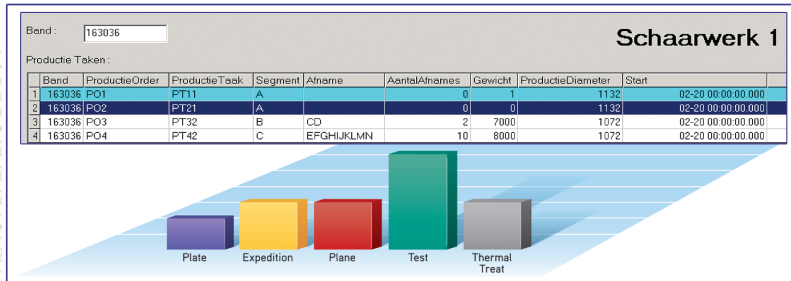 Band : 163036
Schaarwerk 1
Productie Taken :
Band ProductieOrder ProductieTaak Segment Afname AantalAfnames Gewicht ProductieDiameter Start
1 163036 PO1 PT11 A 0 1 1132 02-20 00:00:00.000
2 163036 PO2 PT21 A 0 0 1132 02-20 00:00:00.000
3 163036 PO3 PT32 B CD 2 7000 1072 02-20 00:00:00.000
4 163036 PO4 PT42 C EFGHIJKLMN 10 8000 1072 02-20 00:00:00.000
Plate Expedition Plane Test Thermal
Treat